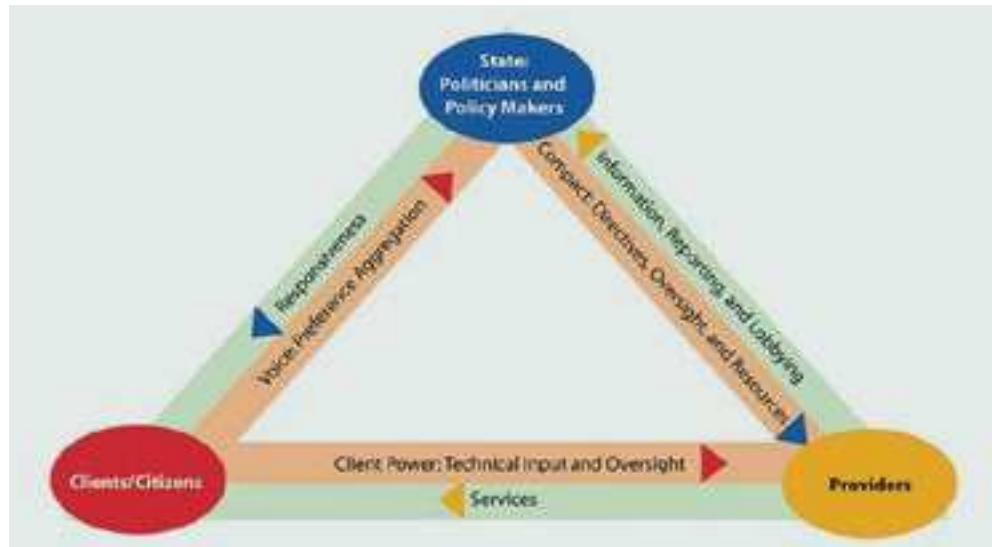 State:
Politicians and
Policy Makers
Responsiveness
Voice: Preference Aggregation
Compact: Directives, Oversight, and Resources
Information, Reporting, and Lobbying
Clients/Citizens
Client Power: Technical Input and Oversight
Services
Providers